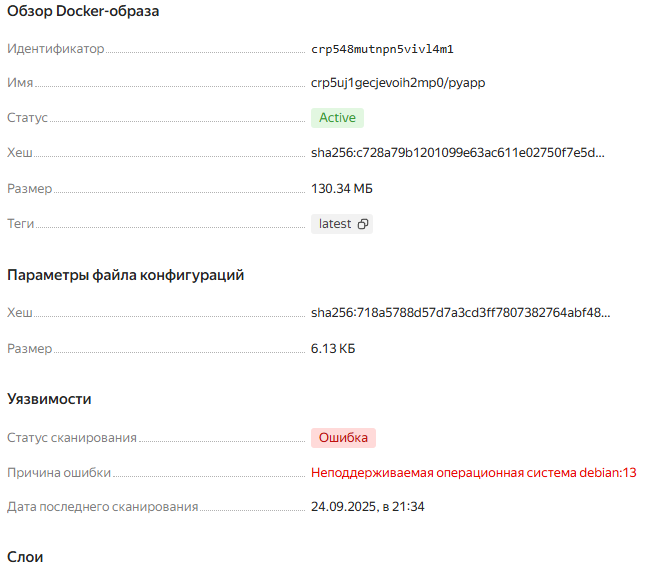 Обзор Docker-образа
Идентификатор crp548mutnpn5vivl4m1
Имя crp5uj1gecjevoih2mp0/pyapp
Статус Active
Хеш sha256:c728a79b1201099e63ac611e02750f7e5d...
Размер 130.34 МБ
Теги latest
Параметры файла конфигураций
Хеш sha256:718a5788d57d7a3cd3ff7807382764abf48...
Размер 6.13 КБ
Уязвимости
Статус сканирования Ошибка
Причина ошибки Неподдерживаемая операционная система debian:13
Дата последнего сканирования 24.09.2025, в 21:34
Слои